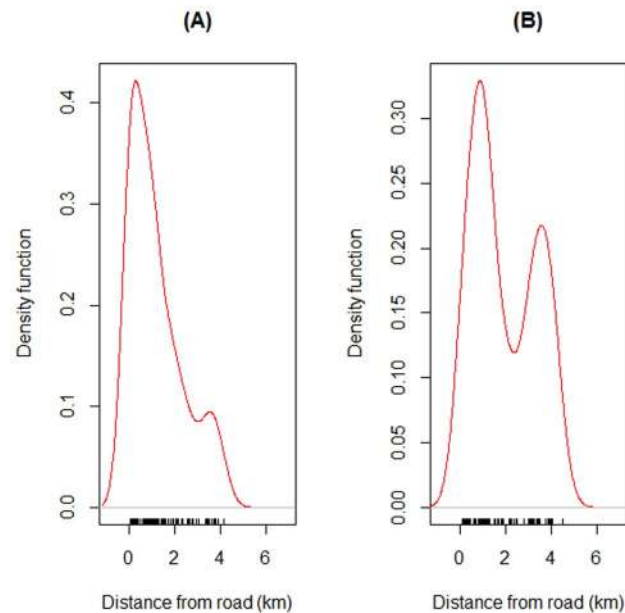 (A)
Density function
0.4
0.3
0.2
0.1
0.0
0 2 4 6
Distance from road (km)
(B)
Density function
0.30
0.25
0.20
0.15
0.10
0.05
0.00
0 2 4 6
Distance from road (km)